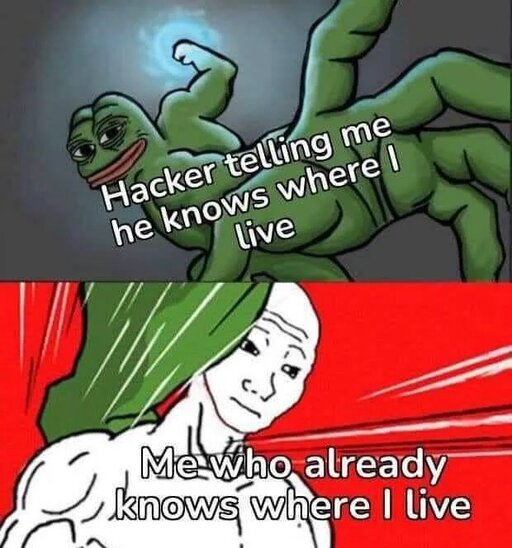 Hacker telling me
he knows where I
live
Me who already
knows where I live